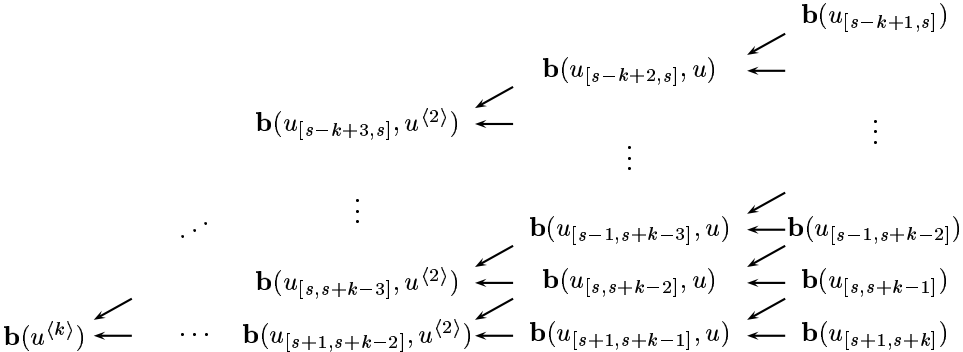 b(u_{[s−k+1,s]})
b(u_{[s−k+2,s]}, u)
b(u_{[s−k+3,s]}, u^{⟨2⟩})
⋮
⋮
⋮
⋰
b(u_{[s−1,s+k−3]}, u) b(u_{[s−1,s+k−2]})
b(u_{[s,s+k−3]}, u^{⟨2⟩}) b(u_{[s,s+k−2]}, u) b(u_{[s,s+k−1]})
b(u^{⟨k⟩}) ⋯ b(u_{[s+1,s+k−2]}, u^{⟨2⟩}) b(u_{[s+1,s+k−1]}, u) b(u_{[s+1,s+k]})